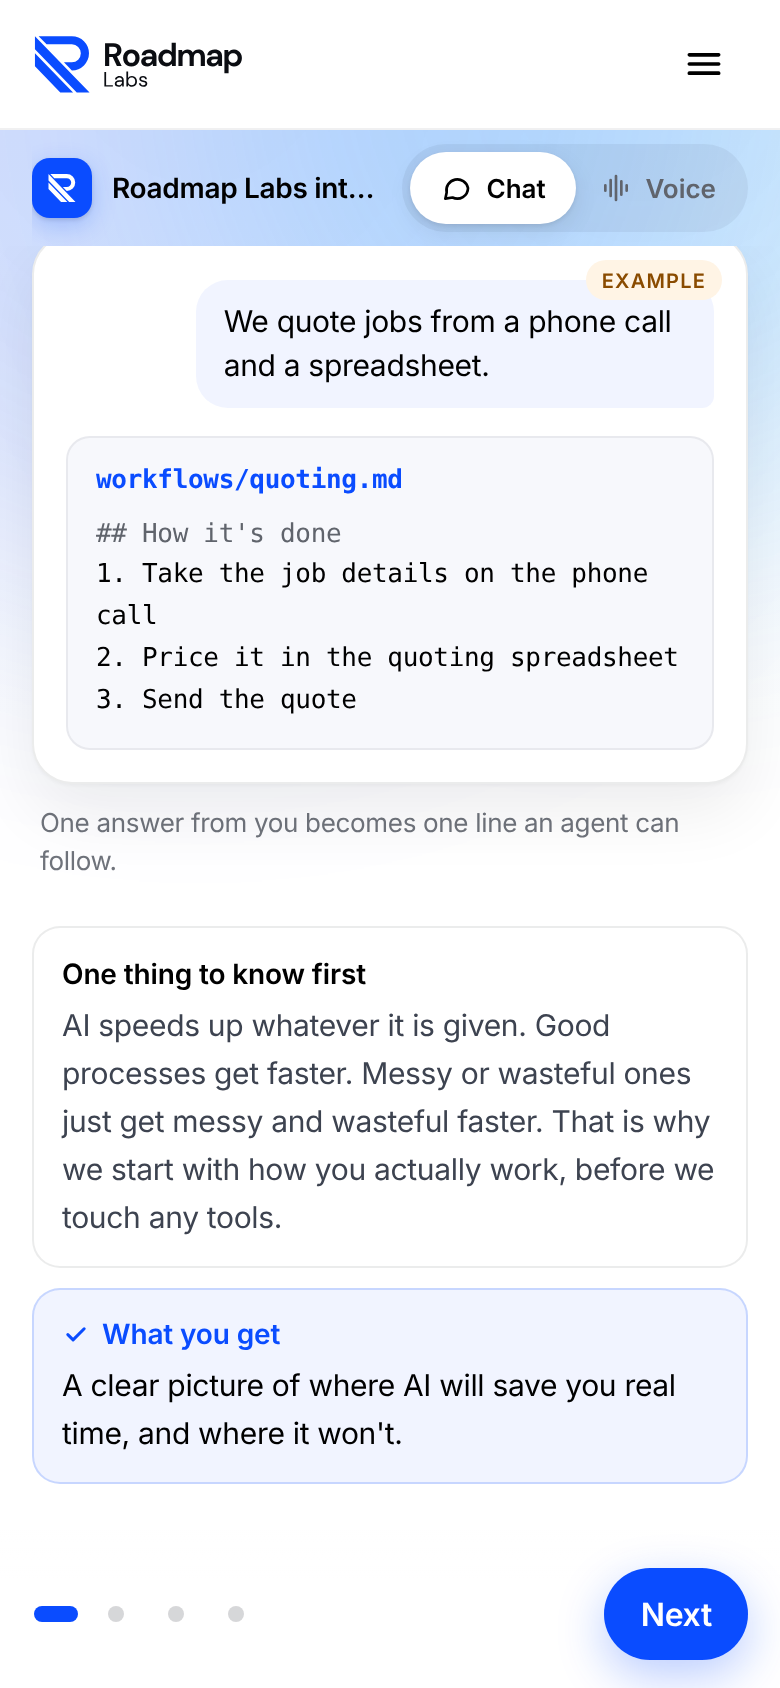 Roadmap
Labs
Roadmap Labs int...
Chat
Voice
EXAMPLE
We quote jobs from a phone call
and a spreadsheet.
workflows/quoting.md
## How it's done
1. Take the job details on the phone
call
2. Price it in the quoting spreadsheet
3. Send the quote
One answer from you becomes one line an agent can
follow.
One thing to know first
AI speeds up whatever it is given. Good
processes get faster. Messy or wasteful ones
just get messy and wasteful faster. That is why
we start with how you actually work, before we
touch any tools.
What you get
A clear picture of where AI will save you real
time, and where it won't.
Next